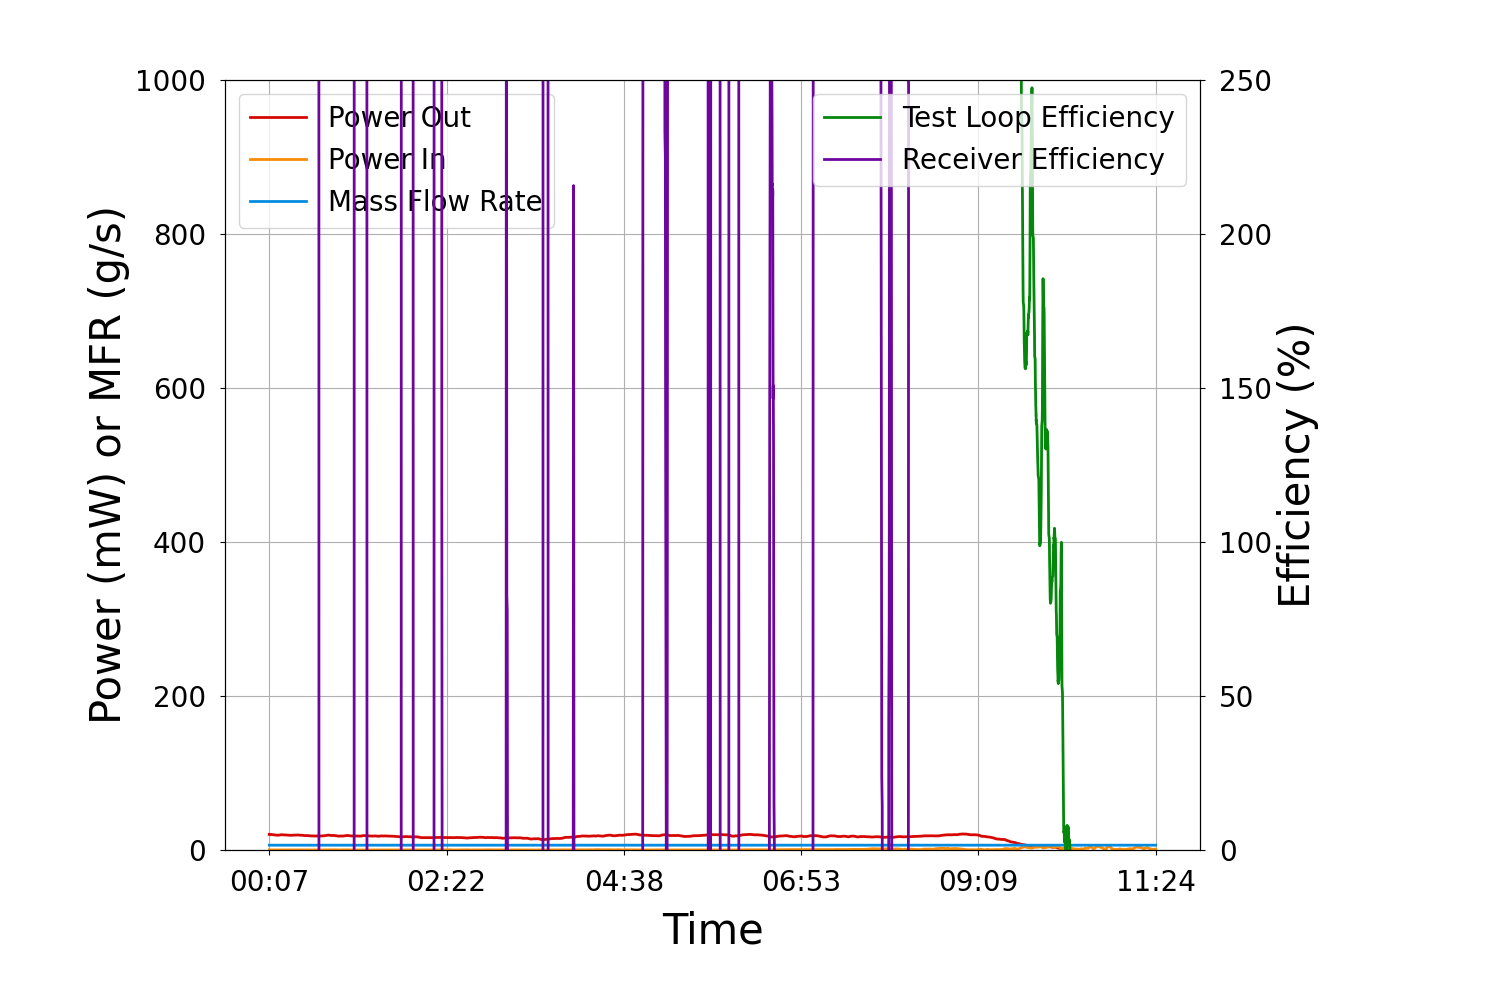 1000
800
600
400
200
0
Power (mW) or MFR (g/s)
Power Out
Power In
Mass Flow Rate
Test Loop Efficiency
Receiver Efficiency
250
200
150
100
50
0
Efficiency (%)
00:07 02:22 04:38 06:53 09:09 11:24
Time